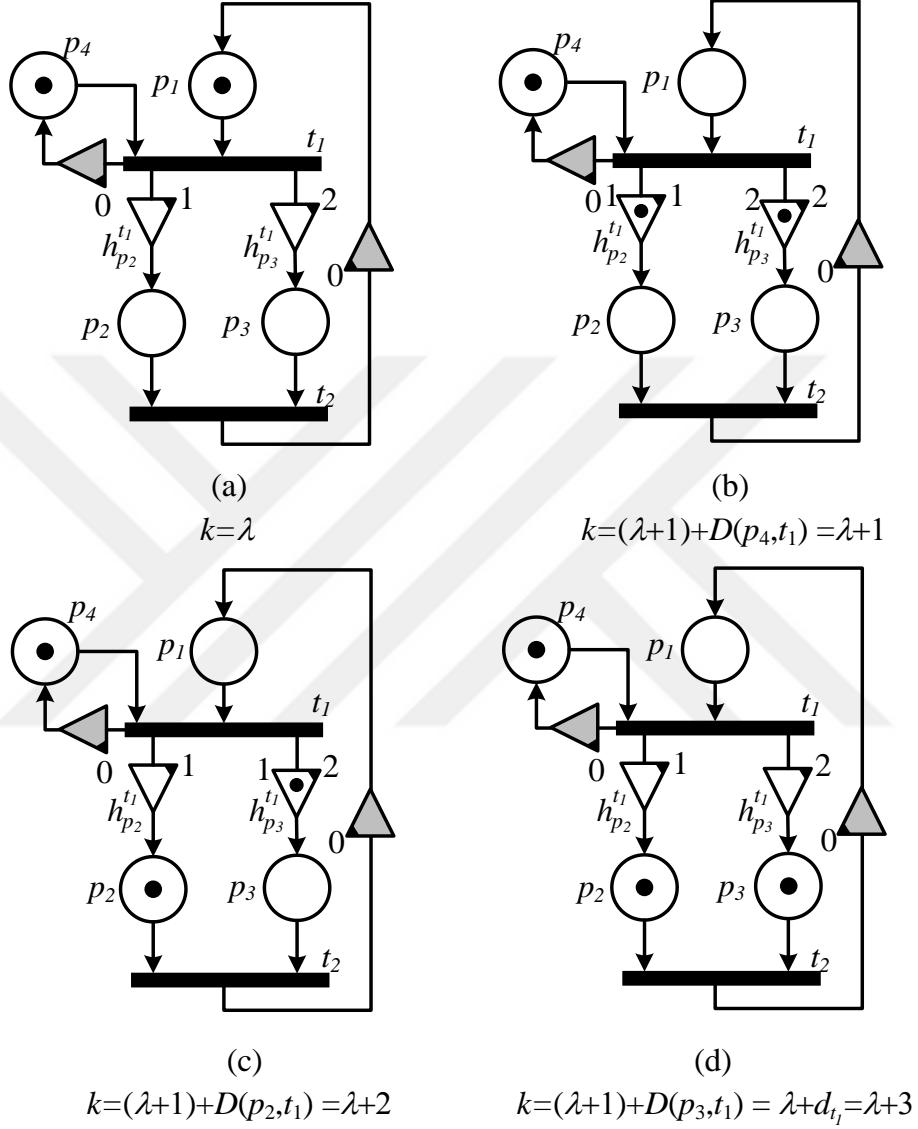 p4 p1 t1
0 1 2
h^{t1}_{p2} h^{t1}_{p3} 0
p2 p3
t2
(a)
k=λ
p4 p1 t1
0 1 1 2 2
h^{t1}_{p2} h^{t1}_{p3} 0
p2 p3
t2
(b)
k=(λ+1)+D(p4,t1) =λ+1
p4 p1 t1
0 1 1 2
h^{t1}_{p2} h^{t1}_{p3} 0
p2 p3
t2
(c)
k=(λ+1)+D(p2,t1) =λ+2
p4 p1 t1
0 1 2
h^{t1}_{p2} h^{t1}_{p3} 0
p2 p3
t2
(d)
k=(λ+1)+D(p3,t1) = λ+d_{t1}=λ+3